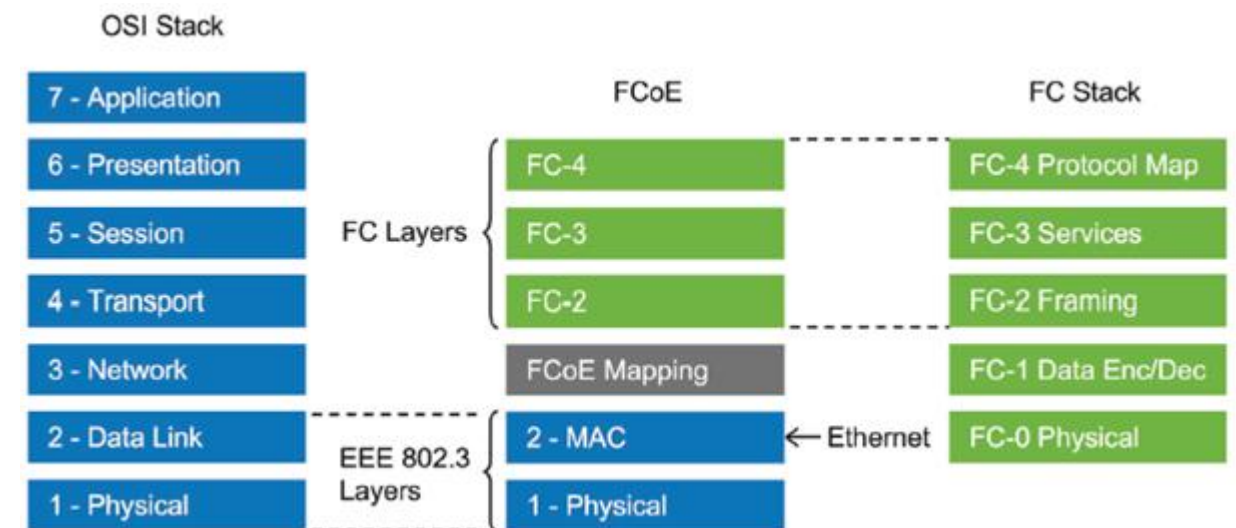 OSI Stack
7 - Application
6 - Presentation
5 - Session
4 - Transport
3 - Network
2 - Data Link
1 - Physical
FC Layers
EEE 802.3
Layers
FCoE
FC-4
FC-3
FC-2
FCoE Mapping
2 - MAC
1 - Physical
Ethernet
FC Stack
FC-4 Protocol Map
FC-3 Services
FC-2 Framing
FC-1 Data Enc/Dec
FC-0 Physical